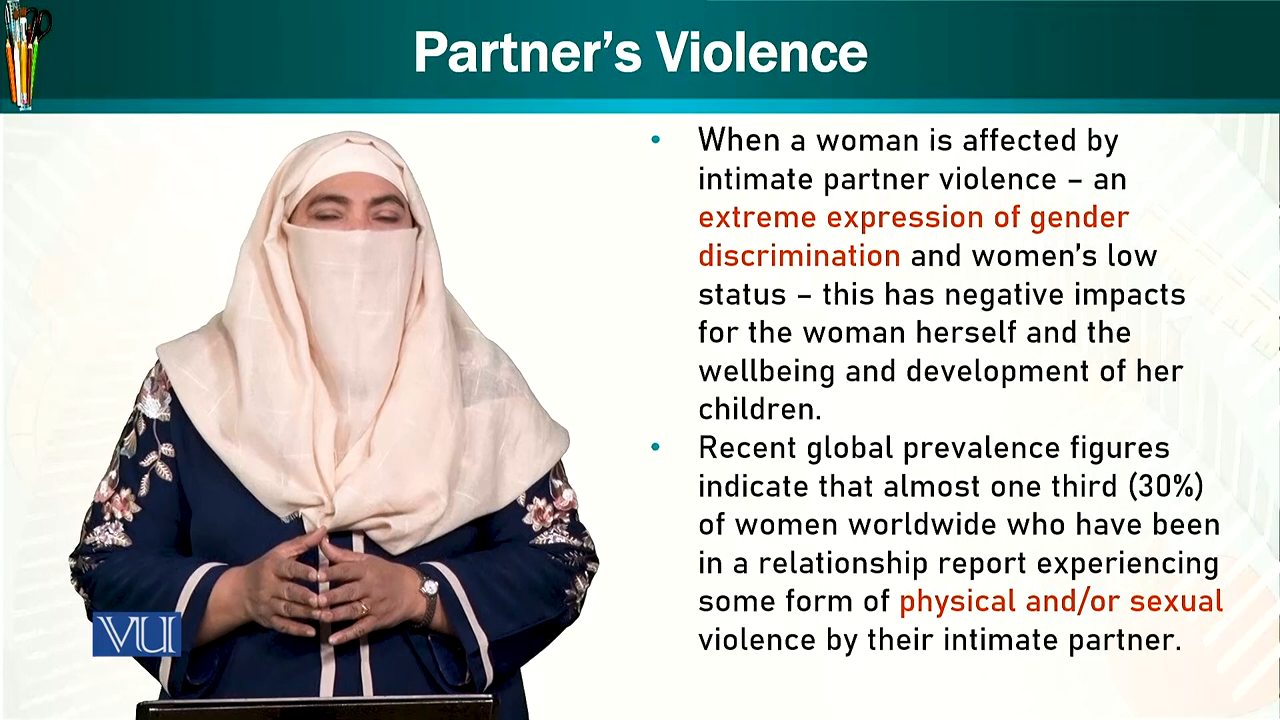 Partner’s Violence
• When a woman is affected by
intimate partner violence – an
extreme expression of gender
discrimination and women’s low
status – this has negative impacts
for the woman herself and the
wellbeing and development of her
children.
• Recent global prevalence figures
indicate that almost one third (30%)
of women worldwide who have been
in a relationship report experiencing
some form of physical and/or sexual
violence by their intimate partner.
VU